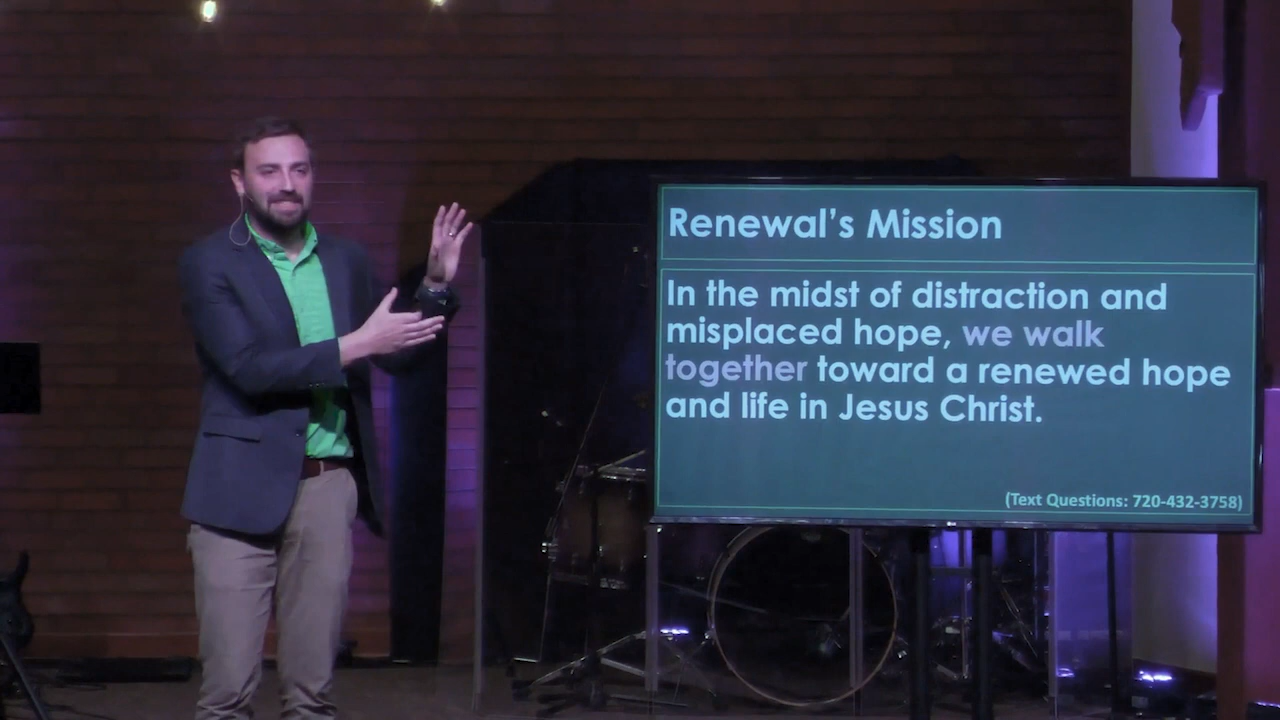 Renewal's Mission
In the midst of distraction and
misplaced hope, we walk
together toward a renewed hope
and life in Jesus Christ.
(Text Questions: 720-432-3758)
LG